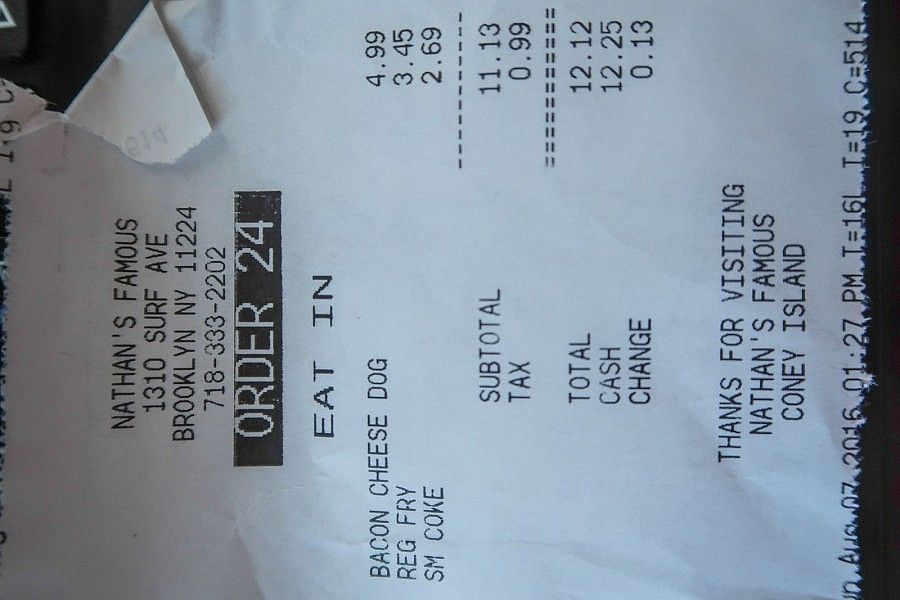 NATHAN'S FAMOUS
1310 SURF AVE
BROOKLYN NY 11224
718-333-2202
ORDER 24
EAT IN
BACON CHEESE DOG 4.99
REG FRY 3.45
SM COKE 2.69
---------------
SUBTOTAL 11.13
TAX 0.99
===============
TOTAL 12.12
CASH 12.25
CHANGE 0.13
THANKS FOR VISITING
NATHAN'S FAMOUS
CONEY ISLAND
Aug.07.2016 01:27 PM T=16L I=19 C=514